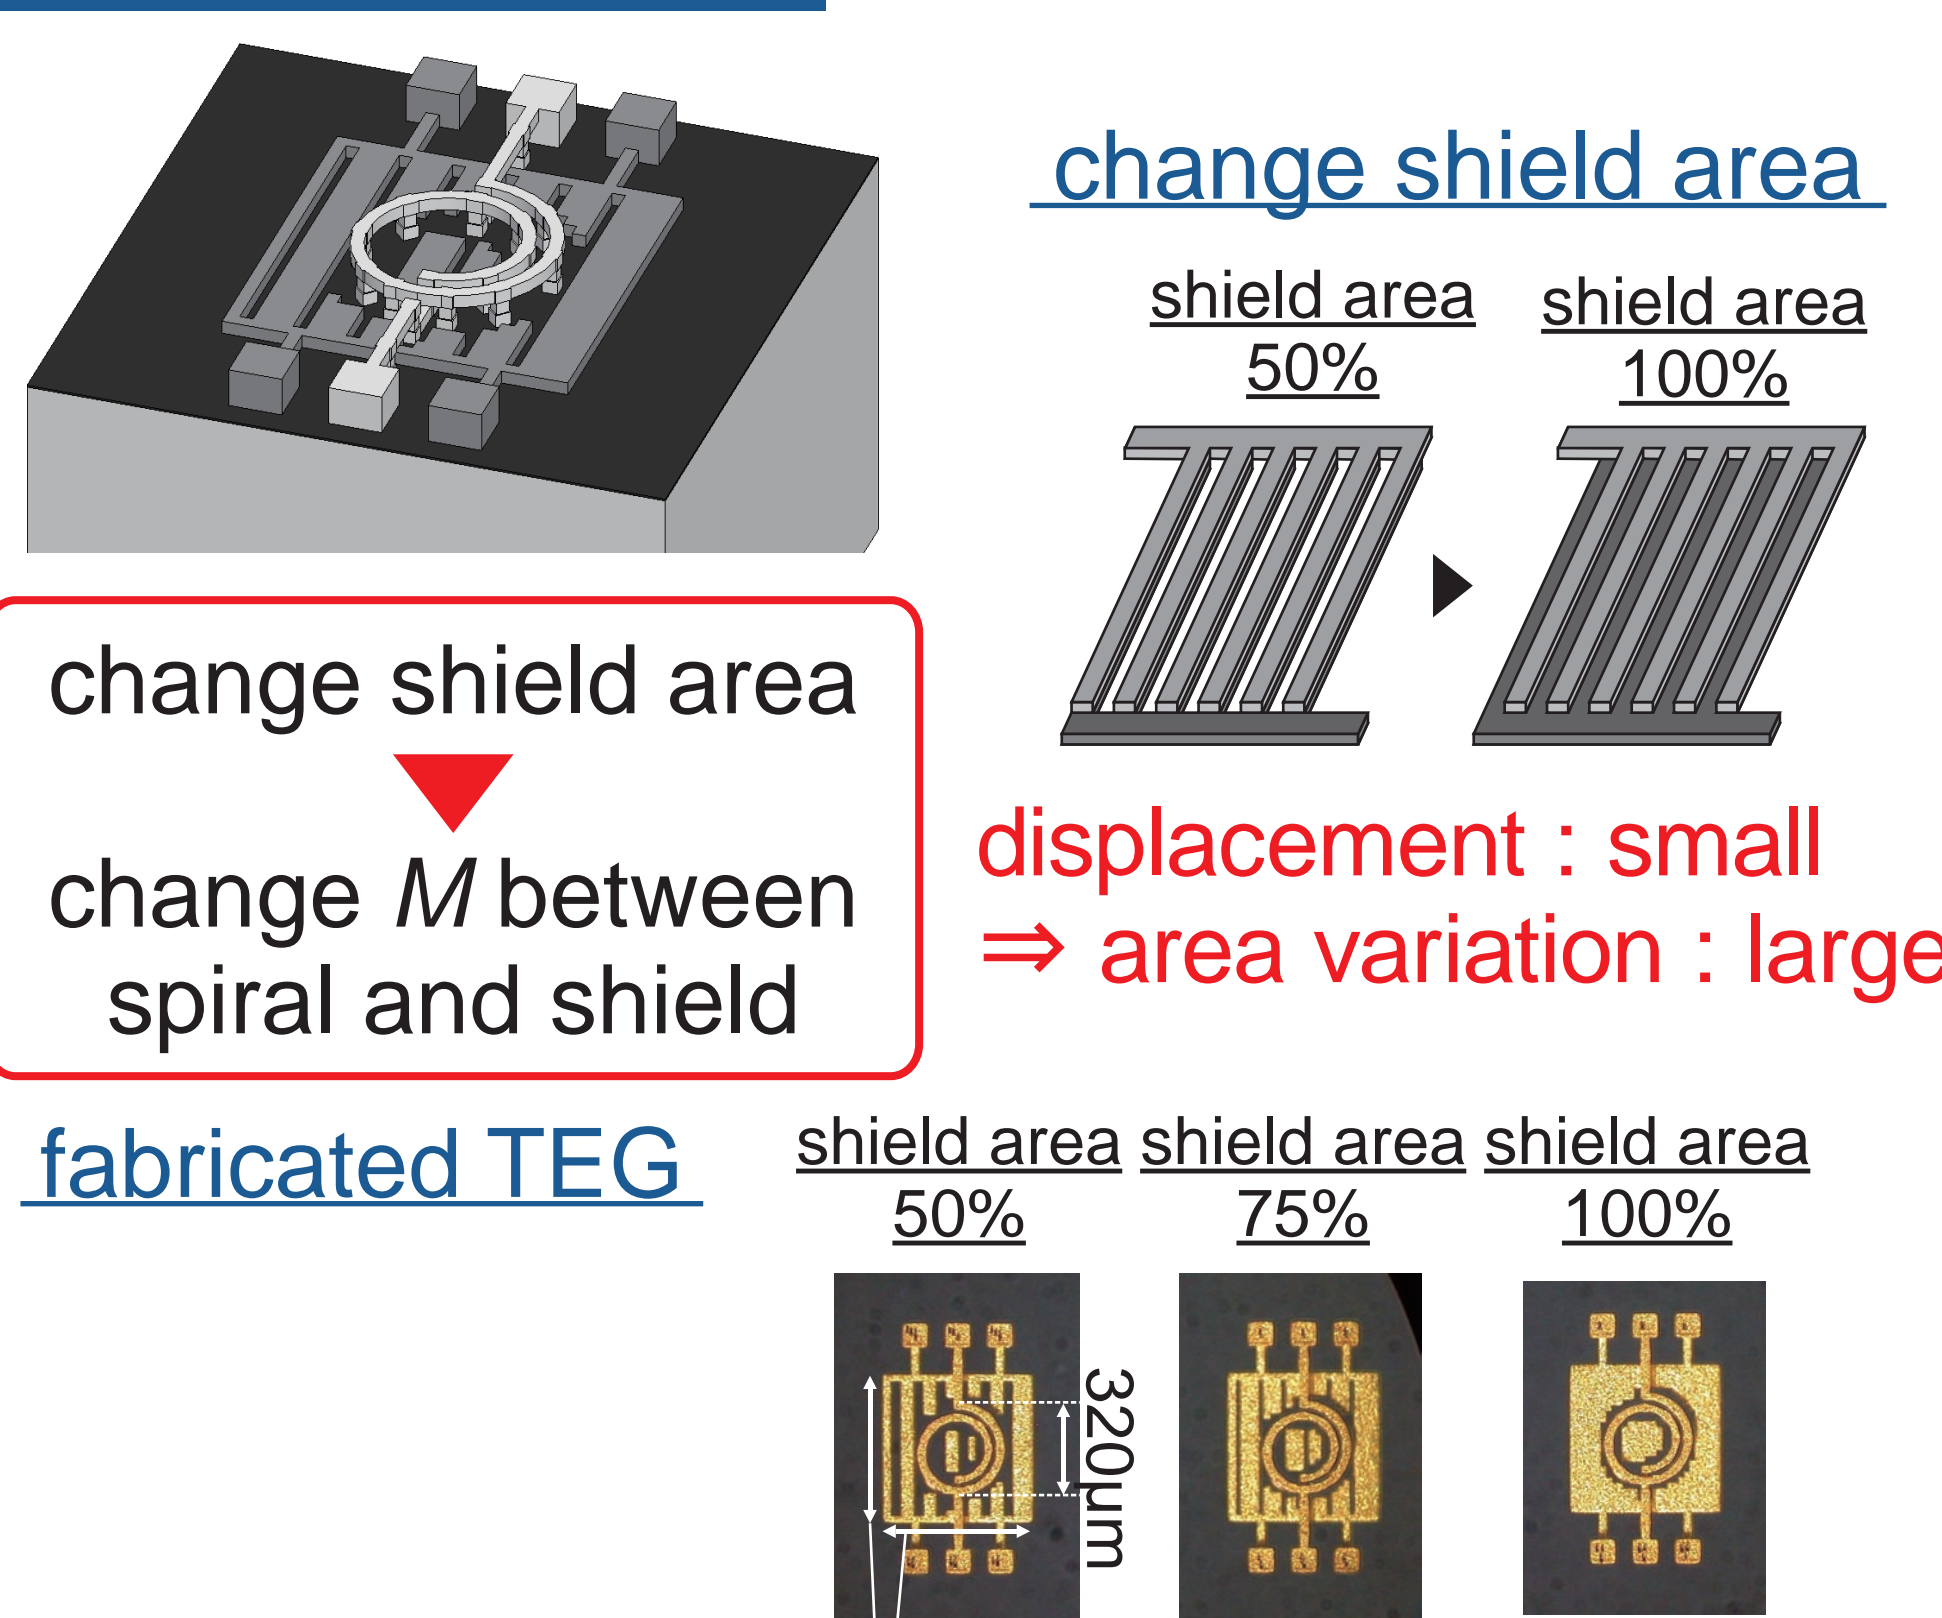 change shield area
shield area
50%
shield area
100%
change shield area
change M between
spiral and shield
displacement : small
⇒ area variation : large
fabricated TEG
shield area
50%
shield area
75%
shield area
100%
320μm